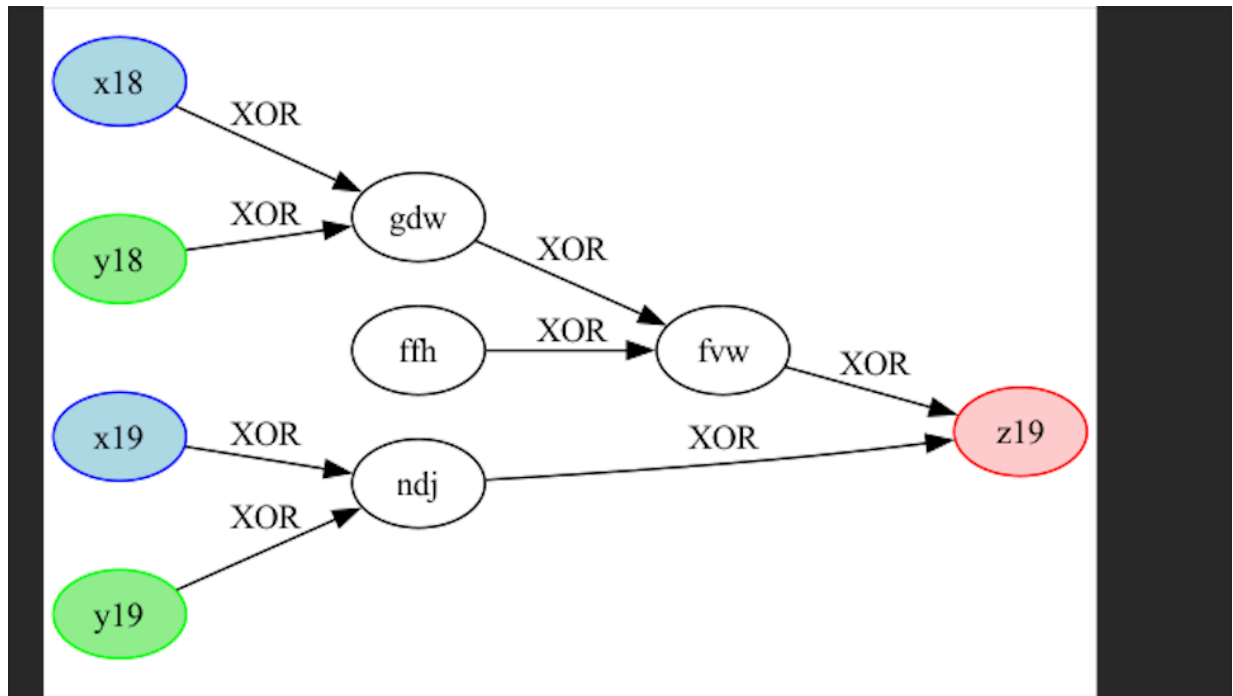 x18
XOR
y18
XOR
gdw
XOR
ffh
XOR
fvw
XOR
x19
XOR
z19
XOR
ndj
XOR
y19